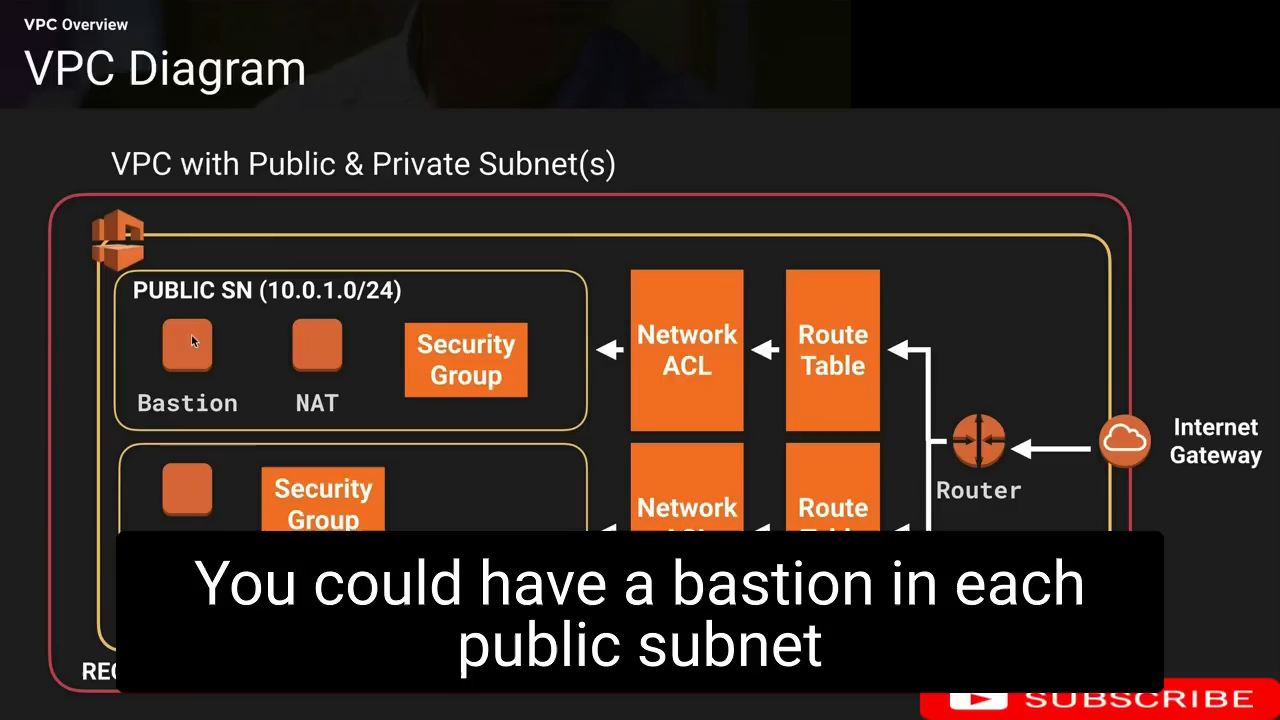 VPC Overview
VPC Diagram
VPC with Public & Private Subnet(s)
PUBLIC SN (10.0.1.0/24)
Bastion
NAT
Security
Group
Network
ACL
Route
Table
Internet
Gateway
Router
Security
Group
Network
Route
You could have a bastion in each
public subnet
SUBSCRIBE